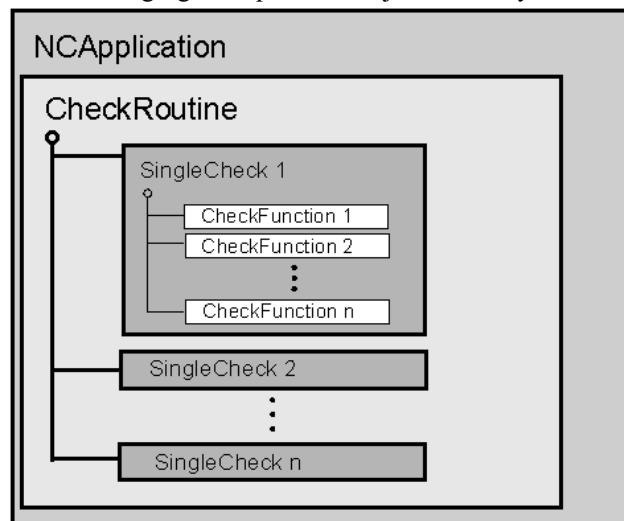 NCApplication
CheckRoutine
SingleCheck 1
CheckFunction 1
CheckFunction 2
CheckFunction n
SingleCheck 2
SingleCheck n